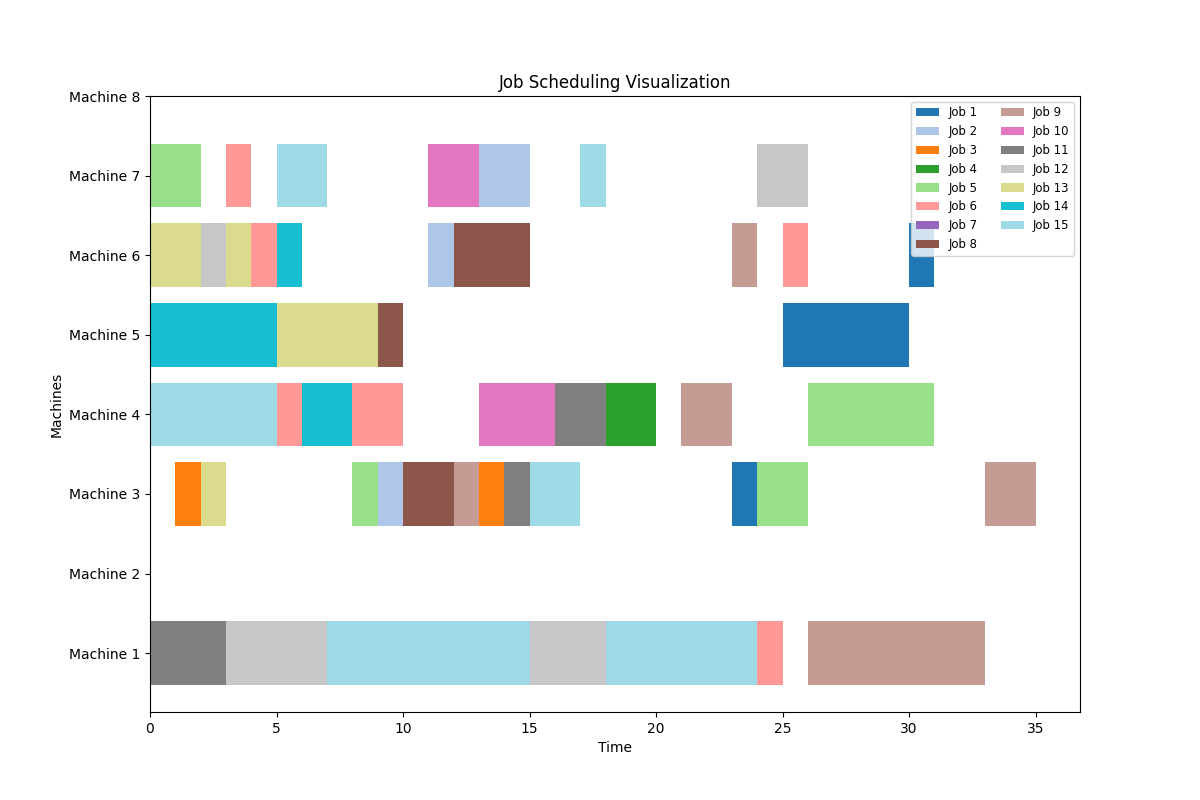 Job Scheduling Visualization
Machine 8
Machine 7
Machine 6
Machine 5
Machine 4
Machine 3
Machine 2
Machine 1
Machines
Job 1
Job 2
Job 3
Job 4
Job 5
Job 6
Job 7
Job 8
Job 9
Job 10
Job 11
Job 12
Job 13
Job 14
Job 15
0 5 10 15 20 25 30 35
Time